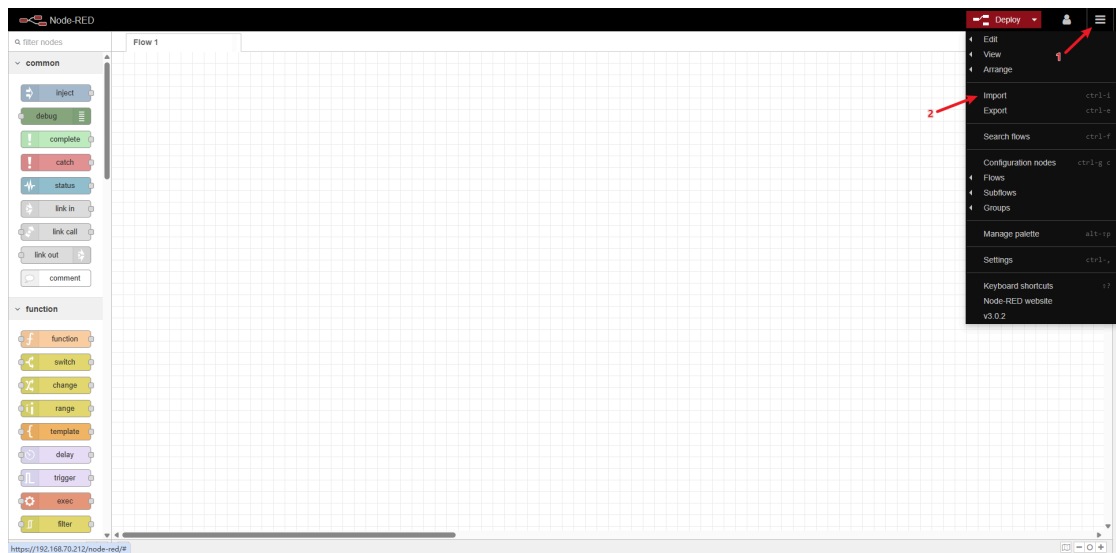 Node-RED
Deploy
filter nodes
Flow 1
common
inject
debug
complete
catch
status
link in
link call
link out
comment
function
function
switch
change
range
template
delay
trigger
exec
filter
Edit
View
1
Arrange
Import ctrl-i
2
Export ctrl-e
Search flows ctrl-f
Configuration nodes ctrl-g c
Flows
Subflows
Groups
Manage palette alt-⇧p
Settings ctrl-,
Keyboard shortcuts ⇧?
Node-RED website
v3.0.2
https://192.168.70.212/node-red/#